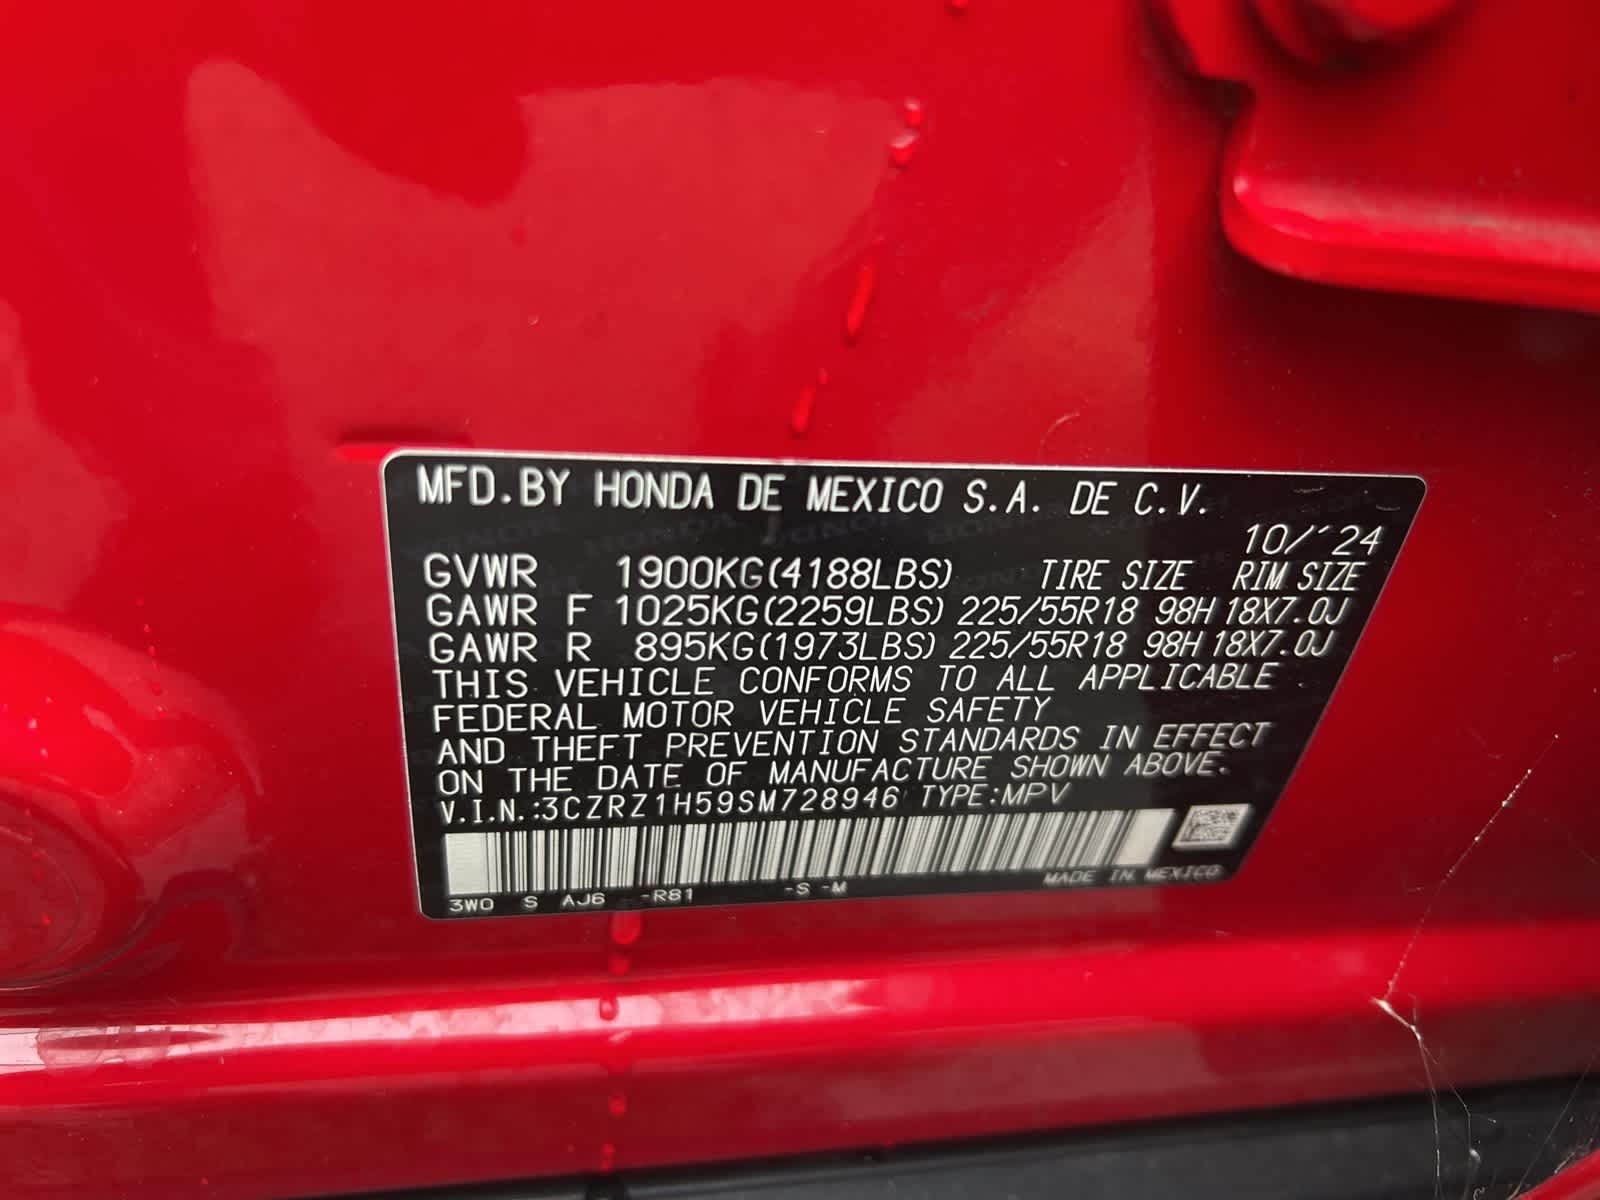 MFD.BY HONDA DE MEXICO S.A. DE C.V.
10/´24
GVWR 1900KG(4188LBS) TIRE SIZE RIM SIZE
GAWR F 1025KG(2259LBS) 225/55R18 98H 18X7.0J
GAWR R 895KG(1973LBS) 225/55R18 98H 18X7.0J
THIS VEHICLE CONFORMS TO ALL APPLICABLE
FEDERAL MOTOR VEHICLE SAFETY
AND THEFT PREVENTION STANDARDS IN EFFECT
ON THE DATE OF MANUFACTURE SHOWN ABOVE.
V.I.N.:3CZRZ1H59SM728946 TYPE:MPV
MADE IN MEXICO
3WO S AJ6 -R81 -S -M